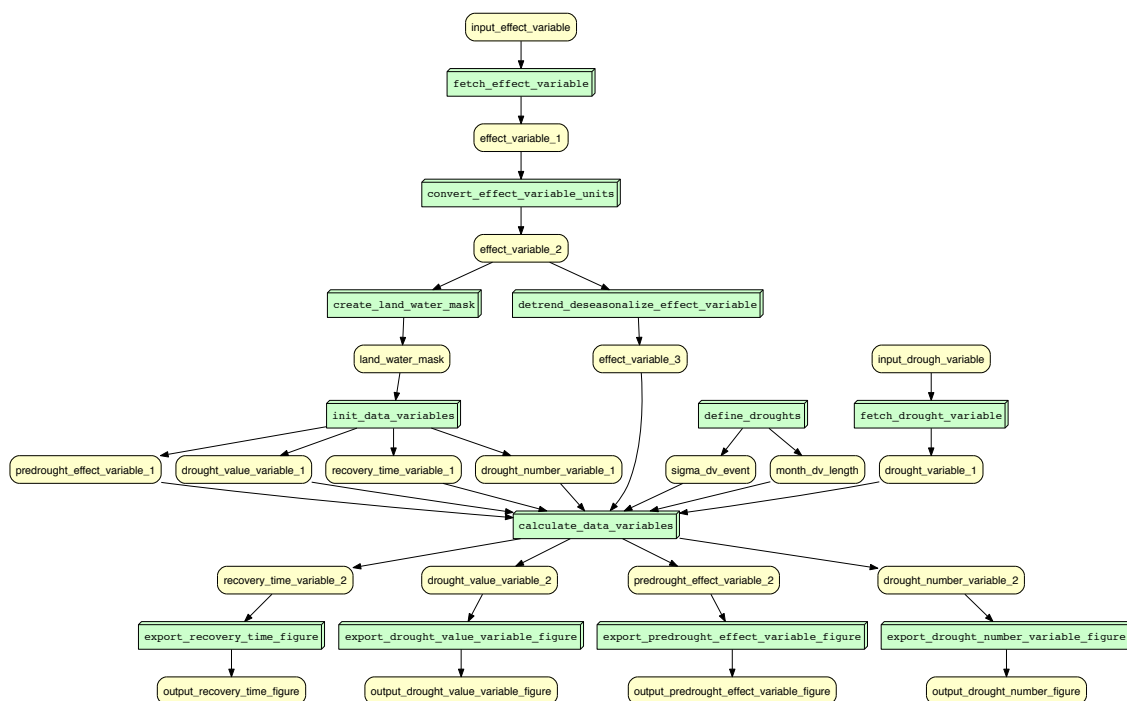 input_effect_variable
fetch_effect_variable
effect_variable_1
convert_effect_variable_units
effect_variable_2
create_land_water_mask
detrend_deseasonalize_effect_variable
land_water_mask
effect_variable_3
input_drough_variable
init_data_variables
define_droughts
fetch_drought_variable
predrought_effect_variable_1
drought_value_variable_1
recovery_time_variable_1
drought_number_variable_1
sigma_dv_event
month_dv_length
drought_variable_1
calculate_data_variables
recovery_time_variable_2
drought_value_variable_2
predrought_effect_variable_2
drought_number_variable_2
export_recovery_time_figure
export_drought_value_variable_figure
export_predrought_effect_variable_figure
export_drought_number_variable_figure
output_recovery_time_figure
output_drought_value_variable_figure
output_predrought_effect_variable_figure
output_drought_number_figure